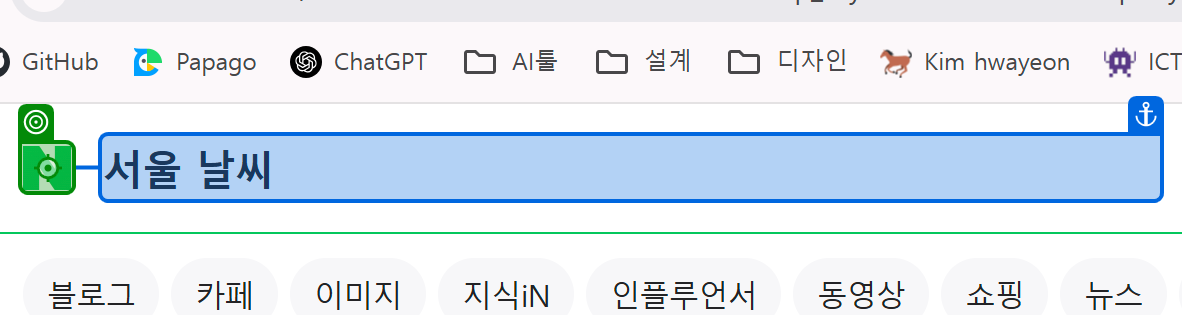 GitHub Papago ChatGPT AI툴 설계 디자인 Kim hwayeon ICT
서울 날씨
블로그 카페 이미지 지식iN 인플루언서 동영상 쇼핑 뉴스